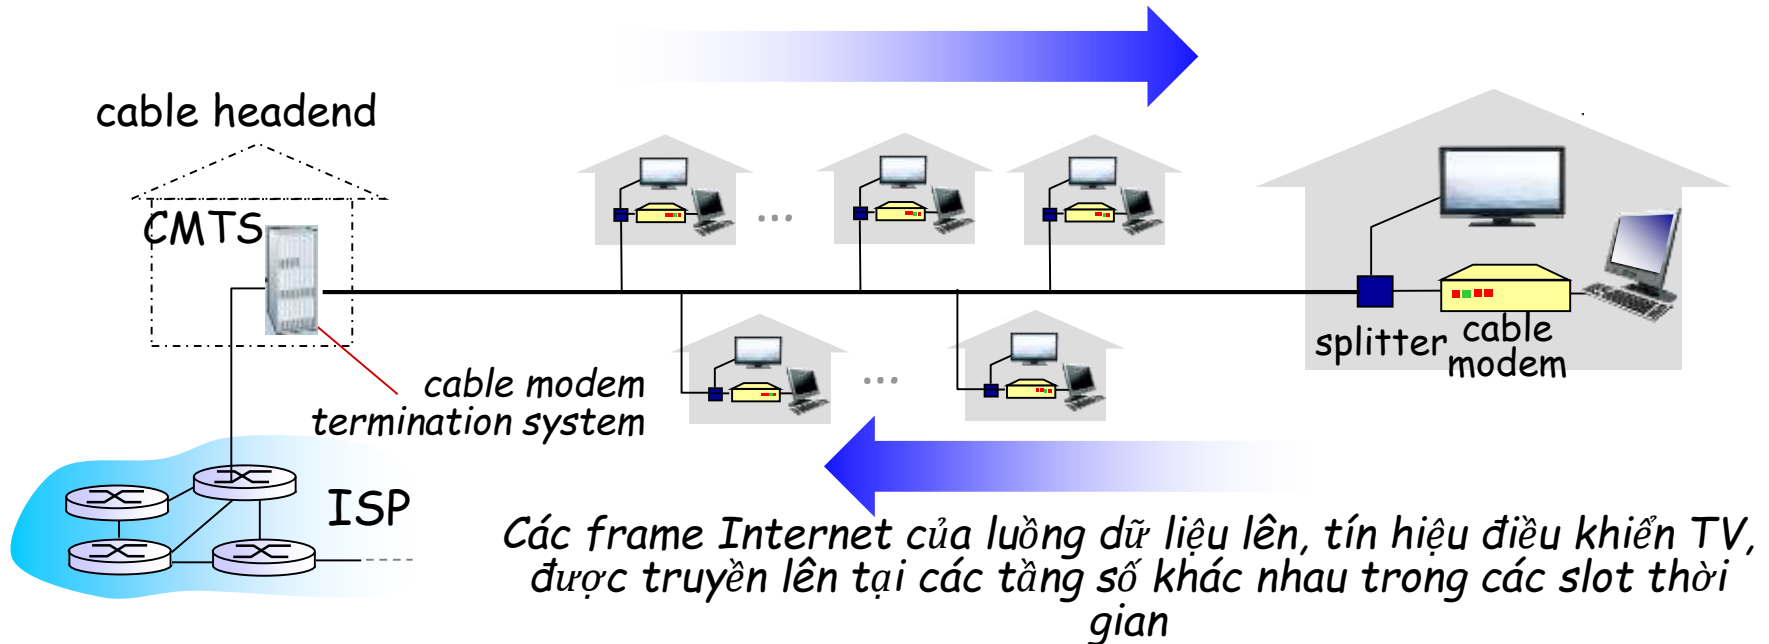 cable headend
CMTS
cable modem
termination system
ISP
splitter
cable
modem
Các frame Internet của luồng dữ liệu lên, tín hiệu điều khiển TV,
được truyền lên tại các tầng số khác nhau trong các slot thời
gian